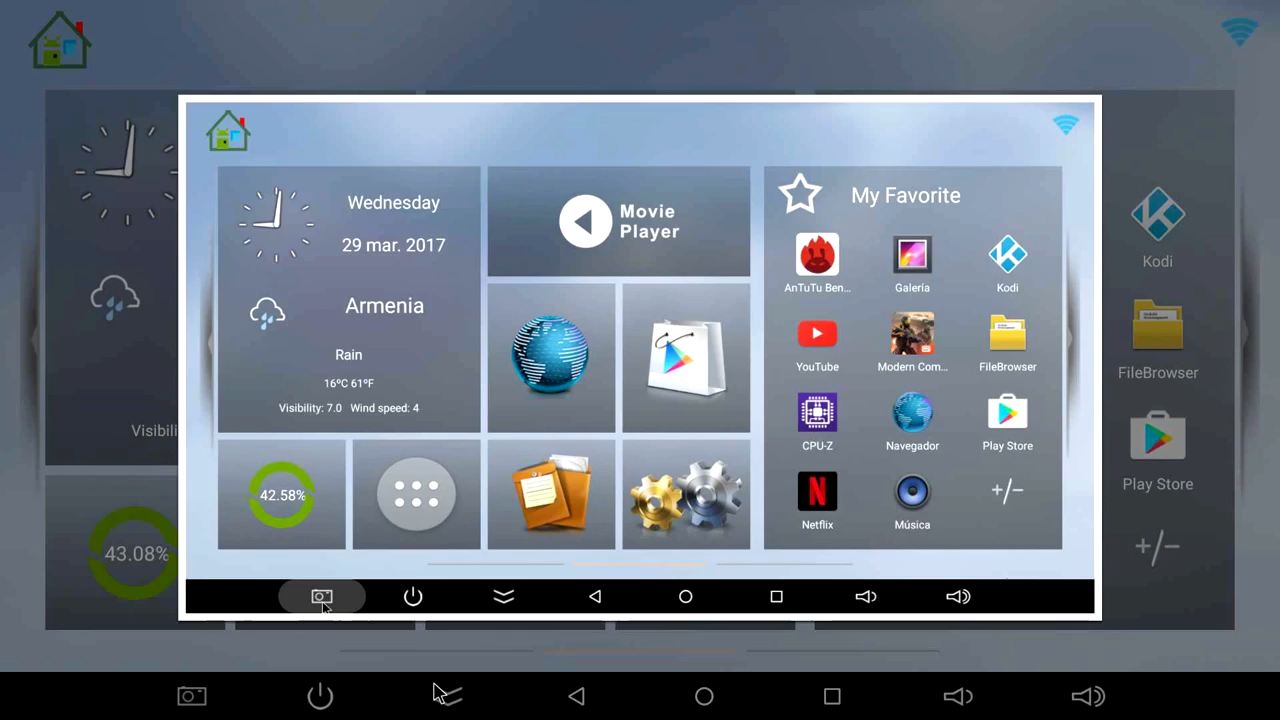 Wednesday
29 mar. 2017
Armenia
Rain
16ºC 61ºF
Visibility: 7.0 Wind speed: 4
42.58%
Movie
Player
My Favorite
AnTuTu Ben...
Galería
Kodi
YouTube
Modern Com...
FileBrowser
CPU-Z
Navegador
Play Store
Netflix
Música
+/-
Visibili
43.08%
Kodi
FileBrowser
Play Store
+/-